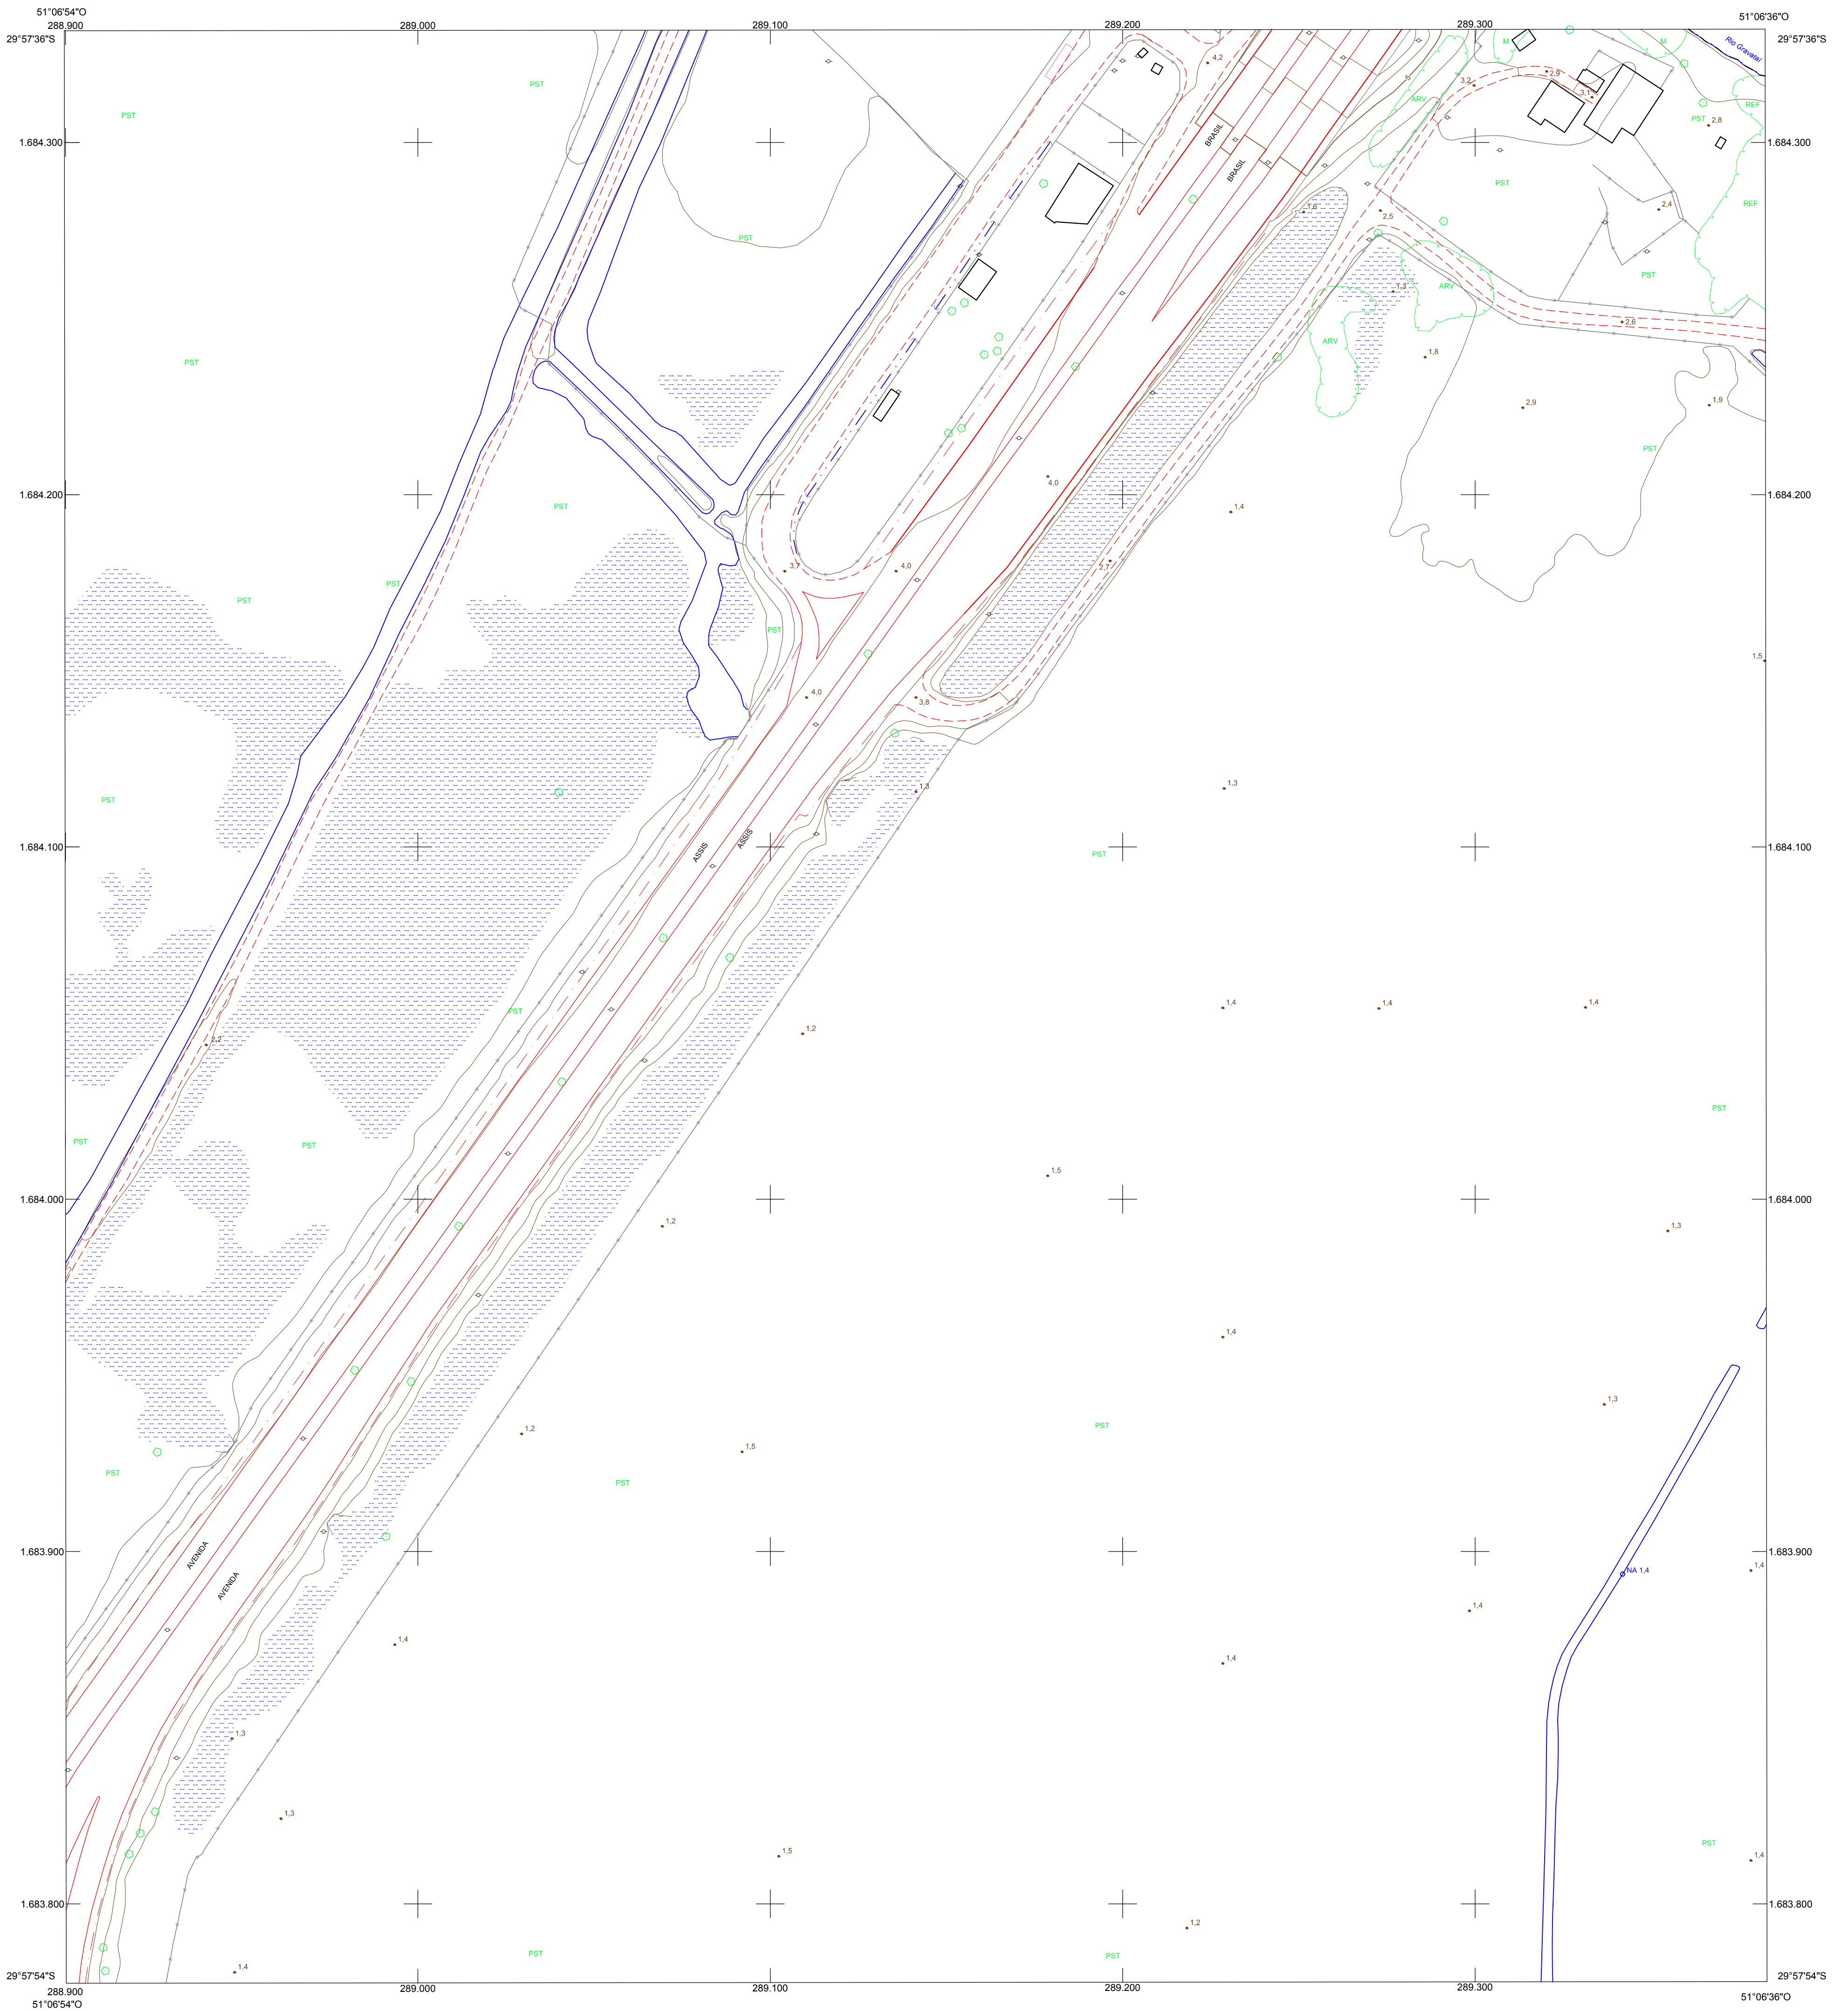 51°06'54"O
288.900
289.000
289.100
289.200
289.300
51°06'36"O
29°57'36"S
29°57'36"S
Rio Gravataí
M
M
PST
PST
4,2
3,2
2,9
3,1
ARV
REF
PST
2,8
1.684.300
BRASIL
BRASIL
1.684.300
PST
REF
1,6
2,5
2,4
PST
PST
ARV
1,3
2,6
ARV
PST
1,8
2,9
1,9
PST
1.684.200
4,0
1.684.200
PST
1,4
3,7
4,0
2,7
PST
PST
PST
1,5
4,0
3,8
1,3
1,3
PST
ASSIS
ASSIS
1.684.100
PST
1.684.100
PST
1,4
1,4
1,4
2,2
1,2
PST
PST
PST
1,5
1.684.000
1.684.000
1,2
1,3
1,4
1,3
PST
1,2
1,5
PST
PST
1.683.900
AVENIDA
AVENIDA
1.683.900
NA 1,4
1,4
1,4
1,4
1,4
1,3
1,3
PST
1,5
1,4
1.683.800
1.683.800
1,2
PST
PST
1,4
29°57'54"S
29°57'54"S
288.900
289.000
289.100
289.200
289.300
51°06'54"O
51°06'36"O